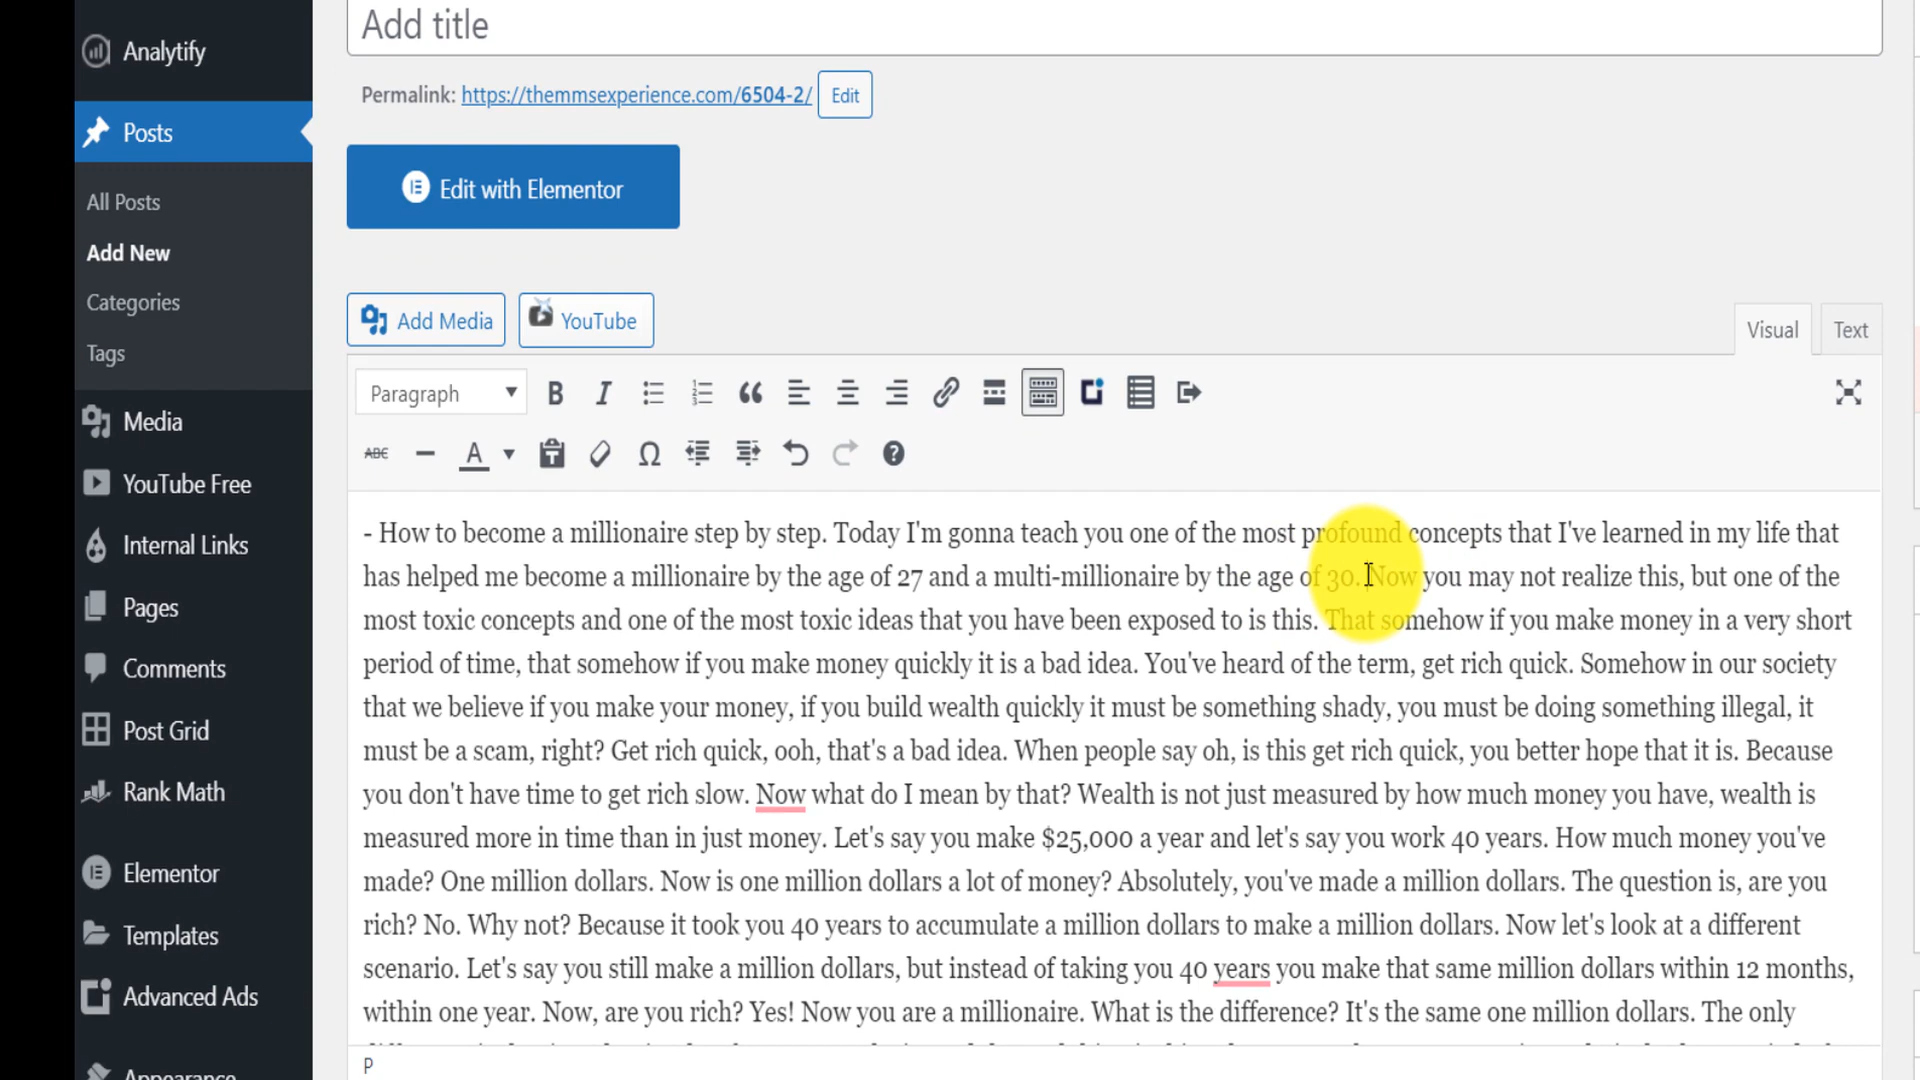 Add title
Analytify
Permalink: https://themmsexperience.com/6504-2/ Edit
Posts
Edit with Elementor
All Posts
Add New
Categories
Tags
Add Media YouTube
Visual Text
Paragraph
B I
ABC A
Media
YouTube Free
Internal Links
Pages
Comments
Post Grid
Rank Math
Elementor
Templates
Advanced Ads
Appearance
- How to become a millionaire step by step. Today I'm gonna teach you one of the most profound concepts that I've learned in my life that
has helped me become a millionaire by the age of 27 and a multi-millionaire by the age of 30. Now you may not realize this, but one of the
most toxic concepts and one of the most toxic ideas that you have been exposed to is this. That somehow if you make money in a very short
period of time, that somehow if you make money quickly it is a bad idea. You've heard of the term, get rich quick. Somehow in our society
that we believe if you make your money, if you build wealth quickly it must be something shady, you must be doing something illegal, it
must be a scam, right? Get rich quick, ooh, that's a bad idea. When people say oh, is this get rich quick, you better hope that it is. Because
you don't have time to get rich slow. Now what do I mean by that? Wealth is not just measured by how much money you have, wealth is
measured more in time than in just money. Let's say you make $25,000 a year and let's say you work 40 years. How much money you've
made? One million dollars. Now is one million dollars a lot of money? Absolutely, you've made a million dollars. The question is, are you
rich? No. Why not? Because it took you 40 years to accumulate a million dollars to make a million dollars. Now let's look at a different
scenario. Let's say you still make a million dollars, but instead of taking you 40 years you make that same million dollars within 12 months,
within one year. Now, are you rich? Yes! Now you are a millionaire. What is the difference? It's the same one million dollars. The only
P